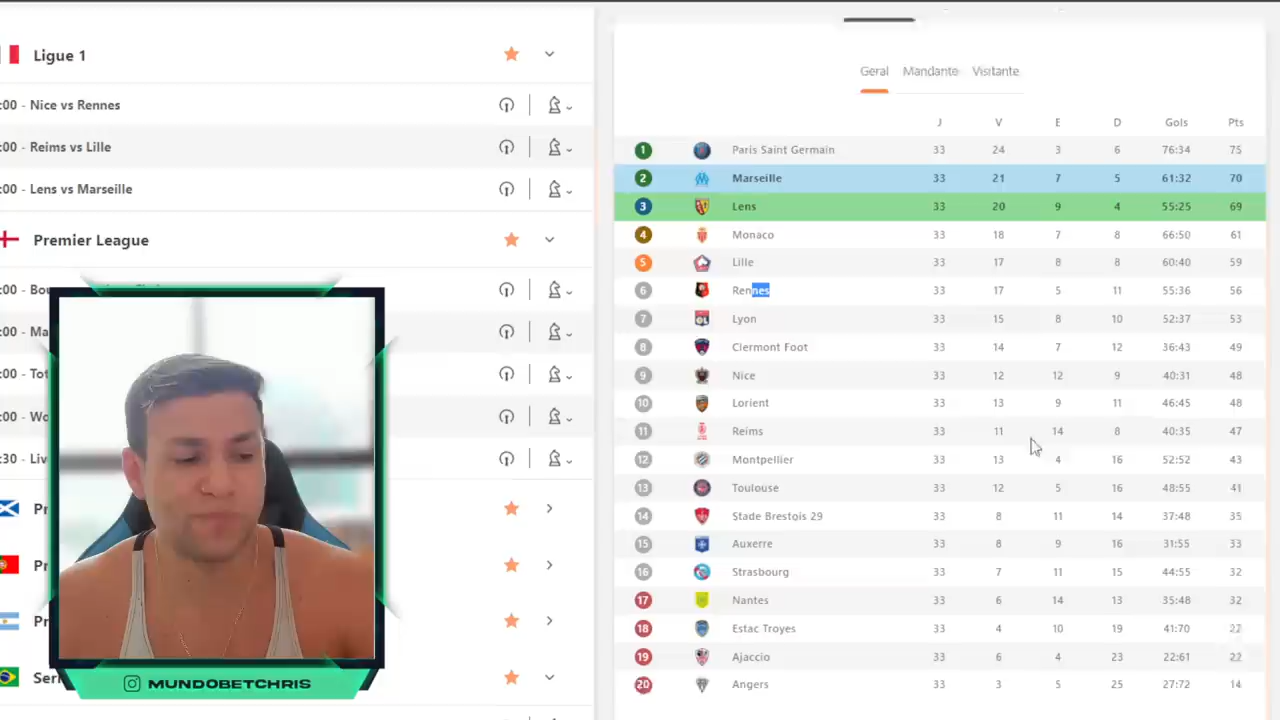 Ligue 1
:00 - Nice vs Rennes
:00 - Reims vs Lille
:00 - Lens vs Marseille
Premier League
:00 - Bou
:00 - Ma
:00 - Tot
:00 - Wo
:30 - Liv
Pr
Pr
Pr
Seri
MUNDOBETCHRIS
Geral Mandante Visitante
J V E D Gols Pts
1 Paris Saint Germain 33 24 3 6 76:34 75
2 Marseille 33 21 7 5 61:32 70
3 Lens 33 20 9 4 55:25 69
4 Monaco 33 18 7 8 66:50 61
5 Lille 33 17 8 8 60:40 59
6 Rennes 33 17 5 11 55:36 56
7 Lyon 33 15 8 10 52:37 53
8 Clermont Foot 33 14 7 12 36:43 49
9 Nice 33 12 12 9 40:31 48
10 Lorient 33 13 9 11 46:45 48
11 Reims 33 11 14 8 40:35 47
12 Montpellier 33 13 4 16 52:52 43
13 Toulouse 33 12 5 16 48:55 41
14 Stade Brestois 29 33 8 11 14 37:48 35
15 Auxerre 33 8 9 16 31:55 33
16 Strasbourg 33 7 11 15 44:55 32
17 Nantes 33 6 14 13 35:48 32
18 Estac Troyes 33 4 10 19 41:70 22
19 Ajaccio 33 6 4 23 22:61 22
20 Angers 33 3 5 25 27:72 14